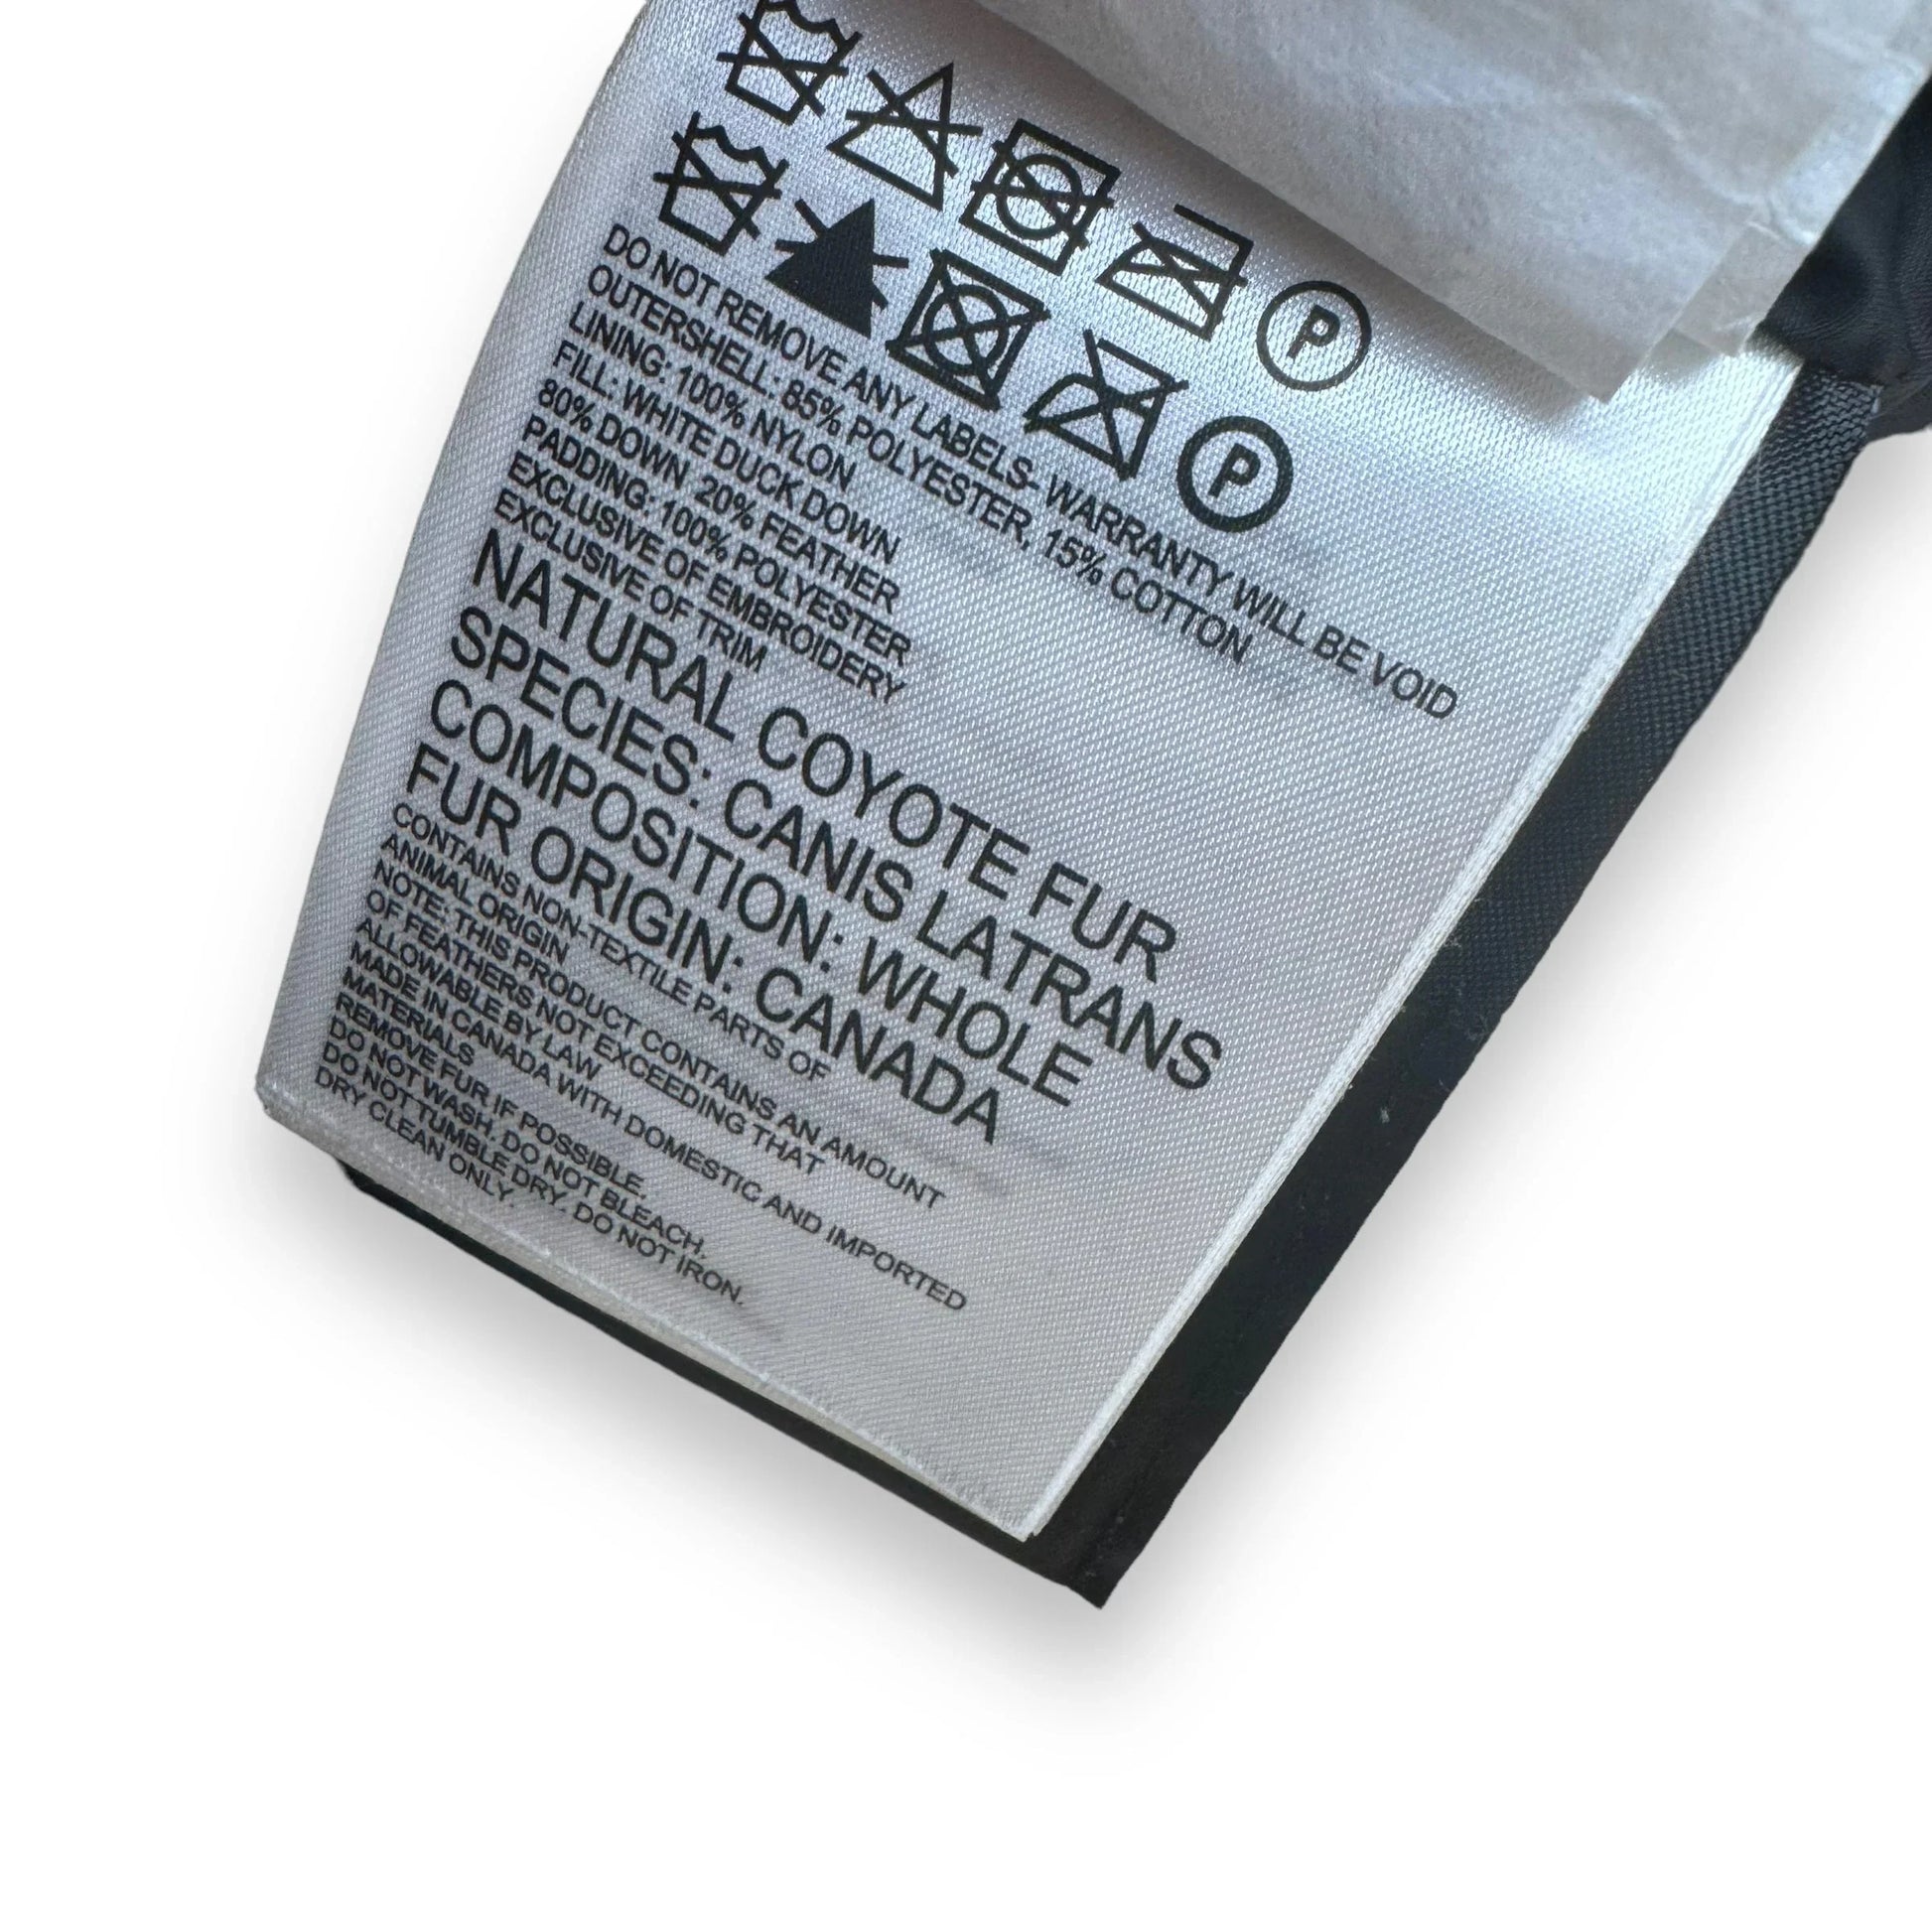 P
P
DO NOT REMOVE ANY LABELS- WARRANTY WILL BE VOID
OUTERSHELL: 85% POLYESTER, 15% COTTON
LINING: 100% NYLON
FILL: WHITE DUCK DOWN
80% DOWN 20% FEATHER
PADDING: 100% POLYESTER
EXCLUSIVE OF EMBROIDERY
EXCLUSIVE OF TRIM
NATURAL COYOTE FUR
SPECIES: CANIS LATRANS
COMPOSITION: WHOLE
FUR ORIGIN: CANADA
CONTAINS NON-TEXTILE PARTS OF
ANIMAL ORIGIN
NOTE: THIS PRODUCT CONTAINS AN AMOUNT
OF FEATHERS NOT EXCEEDING THAT
ALLOWABLE BY LAW
MADE IN CANADA WITH DOMESTIC AND IMPORTED
MATERIALS
REMOVE FUR IF POSSIBLE.
DO NOT WASH. DO NOT BLEACH.
DO NOT TUMBLE DRY. DO NOT IRON.
DRY CLEAN ONLY.